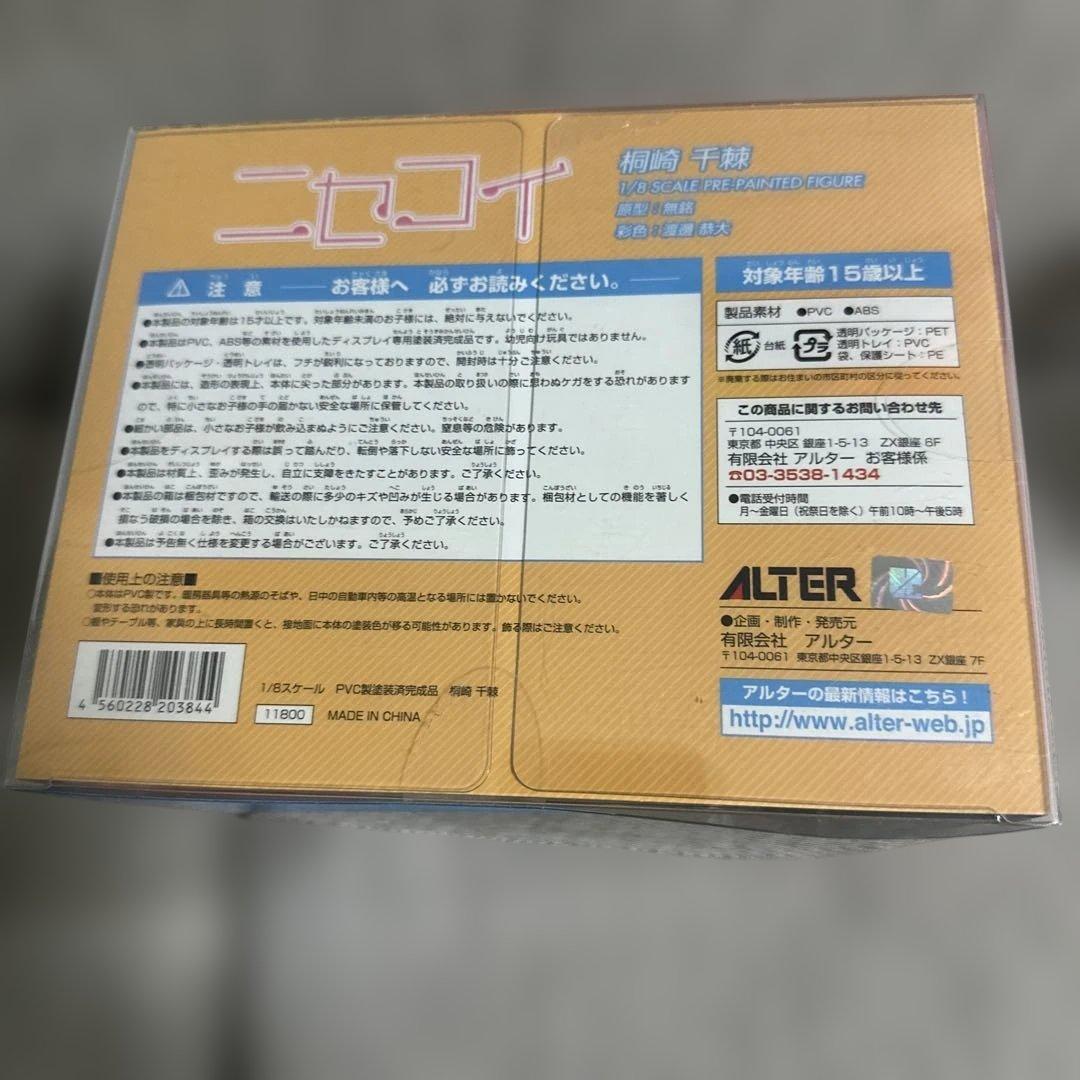 ニセコイ
桐崎 千棘
1/8 SCALE PRE-PAINTED FIGURE
原型：無銘
彩色：渡邊 恭大
注 意 お客様へ 必ずお読みください。
●本製品の対象年齢は15才以上です。対象年齢未満のお子様には、絶対に与えないでください。
●本製品はPVC、ABS等の素材を使用したディスプレイ専用塗装済完成品です。幼児向け玩具ではありません。
●透明パッケージ・透明トレイは、フチが鋭利になっておりますので、開封時は十分ご注意ください。
●本製品には、造形の表現上、本体に尖った部分があります。本製品の取り扱いの際に思わぬケガをする恐れがあります
ので、特に小さなお子様の手の届かない安全な場所に保管してください。
●細かい部品は、小さなお子様が飲み込まぬようにご注意ください。窒息等の危険があります。
●本製品をディスプレイする際は誤って踏んだり、転倒や落下しない安全な場所に飾ってください。
●本製品は材質上、歪みが発生し、自立に支障をきたすことがあります。ご了承ください。
●本製品の箱は梱包材ですので、輸送の際に多少のキズや凹みが生じる場合があります。梱包材としての機能を著しく
損なう破損の場合を除き、箱の交換はいたしかねますので、予めご了承ください。
●本製品は予告無く仕様を変更する場合がございます。ご了承ください。
■使用上の注意■
○本体はPVC製です。暖房器具等の熱源のそばや、日中の自動車内等の高温となる場所には置かないでください。
変形する恐れがあります。
○棚やテーブル等、家具の上に長時間置くと、接地面に本体の塗装色が移る可能性があります。飾る際はご注意ください。
4 560228 203844
1/8スケール PVC製塗装済完成品 桐崎 千棘
11800 MADE IN CHINA
対象年齢15歳以上
製品素材 ●PVC ●ABS
紙 台紙 プラ 透明パッケージ：PET
透明トレイ：PVC
袋、保護シート：PE
※廃棄する際はお住まいの市区町村の区分に従ってください。
この商品に関するお問い合わせ先
〒104-0061
東京都 中央区 銀座1-5-13 ZX銀座 6F
有限会社 アルター お客様係
☎03-3538-1434
●電話受付時間
月～金曜日（祝祭日を除く）午前10時～午後5時
ALTER
●企画・制作・発売元
有限会社 アルター
〒104-0061 東京都中央区銀座1-5-13 ZX銀座 7F
アルターの最新情報はこちら！
http://www.alter-web.jp